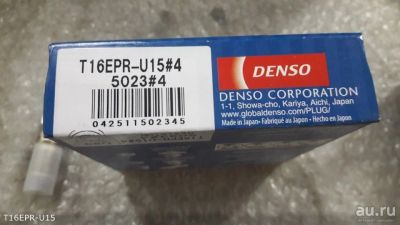 T16EPR-U15#4
5023#4
042511502345
DENSO
DENSO CORPORATION
1-1, Showa-cho, Kariya, Aichi, Japan
www.globaldenso.com/PLUG/
Made in Japan • Fabriqué au Japon • Hecho en Japón
T16EPR-U15
au.ru